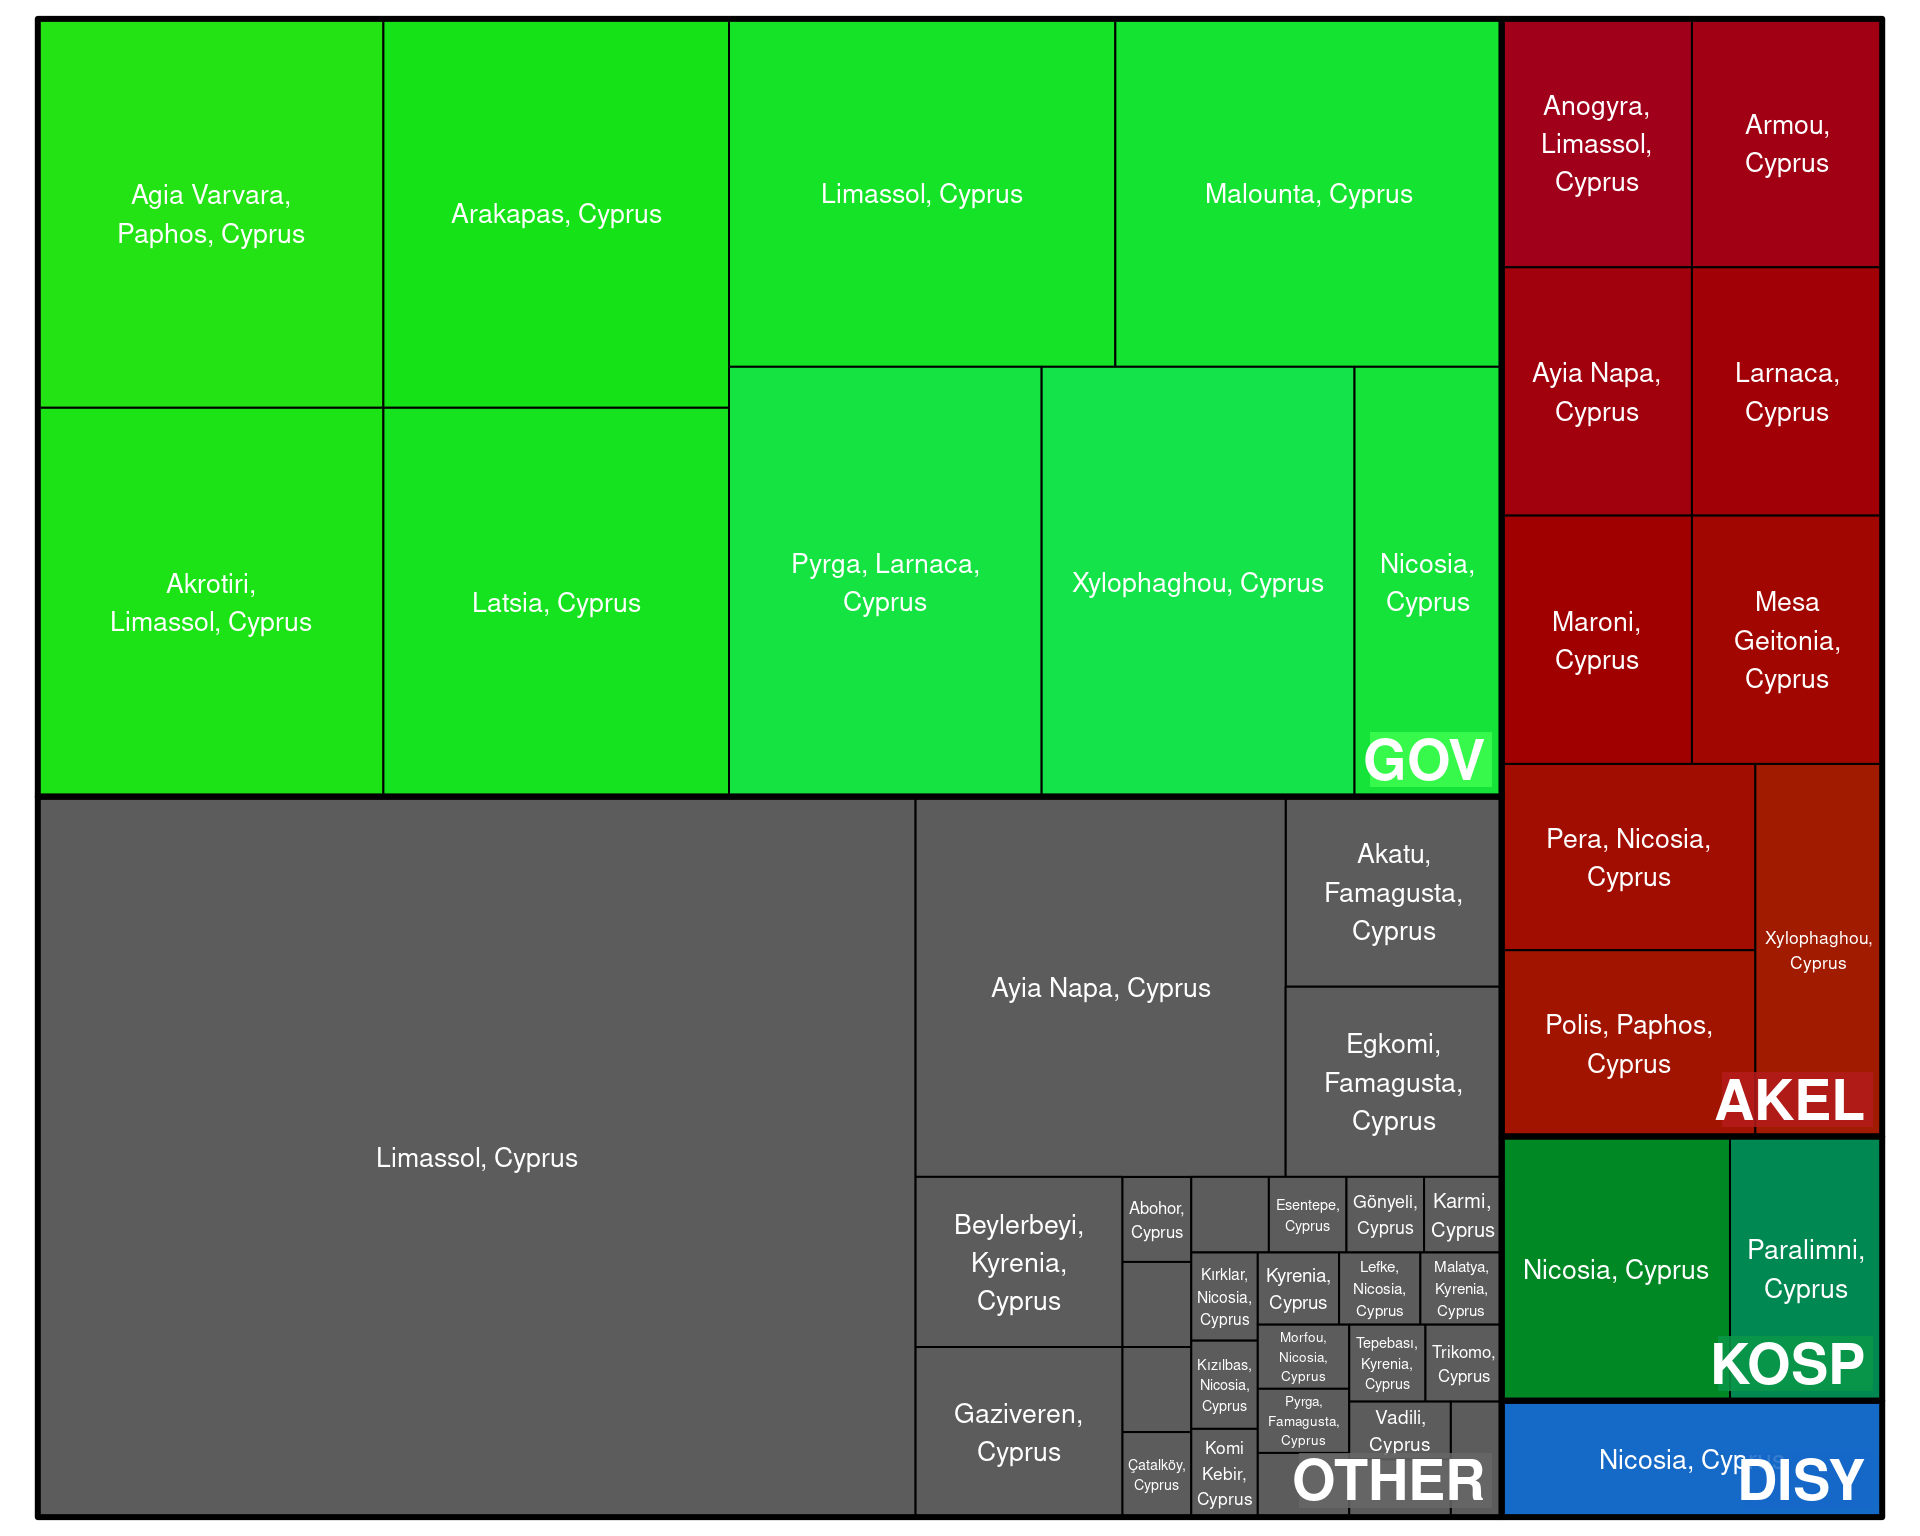 Agia Varvara,
Paphos, Cyprus
Arakapas, Cyprus
Akrotiri,
Limassol, Cyprus
Latsia, Cyprus
Limassol, Cyprus
Malounta, Cyprus
Pyrga, Larnaca,
Cyprus
Xylophaghou, Cyprus
Nicosia,
Cyprus
GOV
Limassol, Cyprus
Ayia Napa, Cyprus
Akatu,
Famagusta,
Cyprus
Egkomi,
Famagusta,
Cyprus
Beylerbeyi,
Kyrenia,
Cyprus
Gaziveren,
Cyprus
Abohor,
Cyprus
Çatalköy,
Cyprus
Esentepe,
Cyprus
Gönyeli,
Cyprus
Karmi,
Cyprus
Kırklar,
Nicosia,
Cyprus
Kızılbas,
Nicosia,
Cyprus
Komi
Kebir,
Cyprus
Kyrenia,
Cyprus
Lefke,
Nicosia,
Cyprus
Malatya,
Kyrenia,
Cyprus
Morfou,
Nicosia,
Cyprus
Pyrga,
Famagusta,
Cyprus
Tepebası,
Kyrenia,
Cyprus
Trikomo,
Cyprus
Vadili,
Cyprus
OTHER
Anogyra,
Limassol,
Cyprus
Armou,
Cyprus
Ayia Napa,
Cyprus
Larnaca,
Cyprus
Maroni,
Cyprus
Mesa
Geitonia,
Cyprus
Pera, Nicosia,
Cyprus
Polis, Paphos,
Cyprus
Xylophaghou,
Cyprus
AKEL
Nicosia, Cyprus
Paralimni,
Cyprus
KOSP
Nicosia, Cyprus
DISY